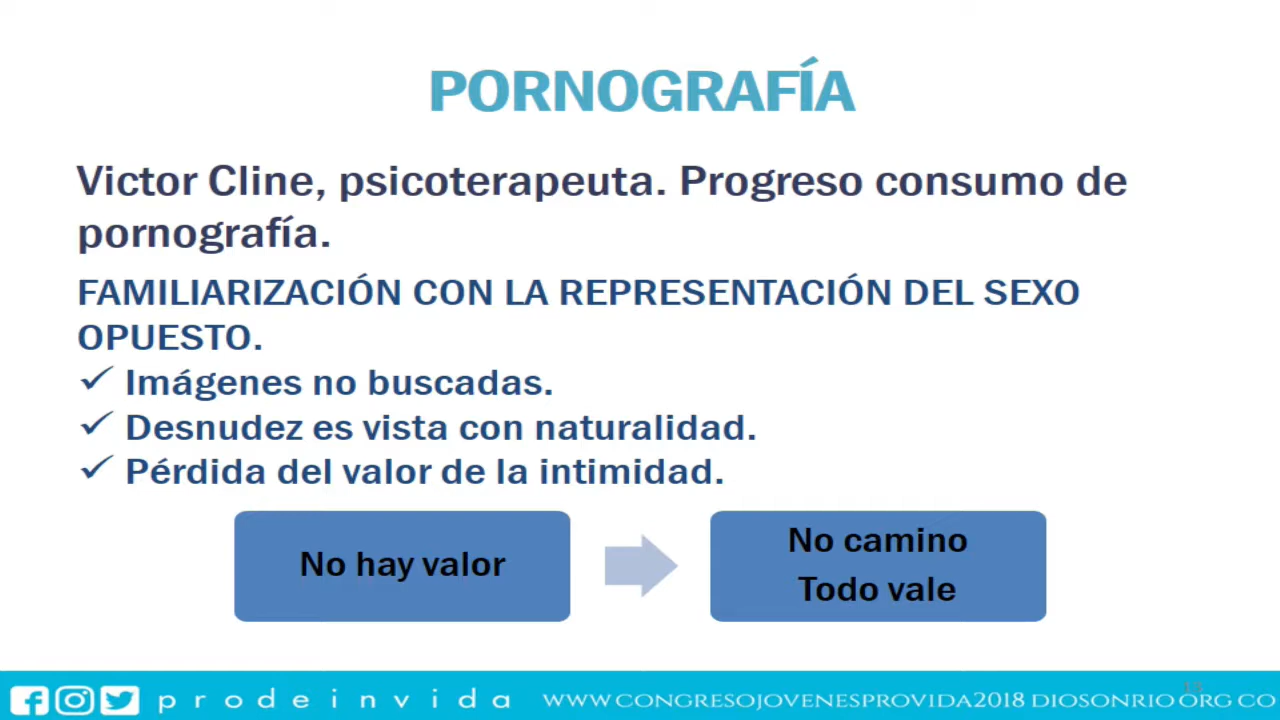 PORNOGRAFÍA
Victor Cline, psicoterapeuta. Progreso consumo de
pornografía.
FAMILIARIZACIÓN CON LA REPRESENTACIÓN DEL SEXO
OPUESTO.
✓ Imágenes no buscadas.
✓ Desnudez es vista con naturalidad.
✓ Pérdida del valor de la intimidad.
No hay valor
No camino
Todo vale
prodeinvida WWW.CONGRESOJOVENESPROVIDA2018 DIOSONRIO ORG CO